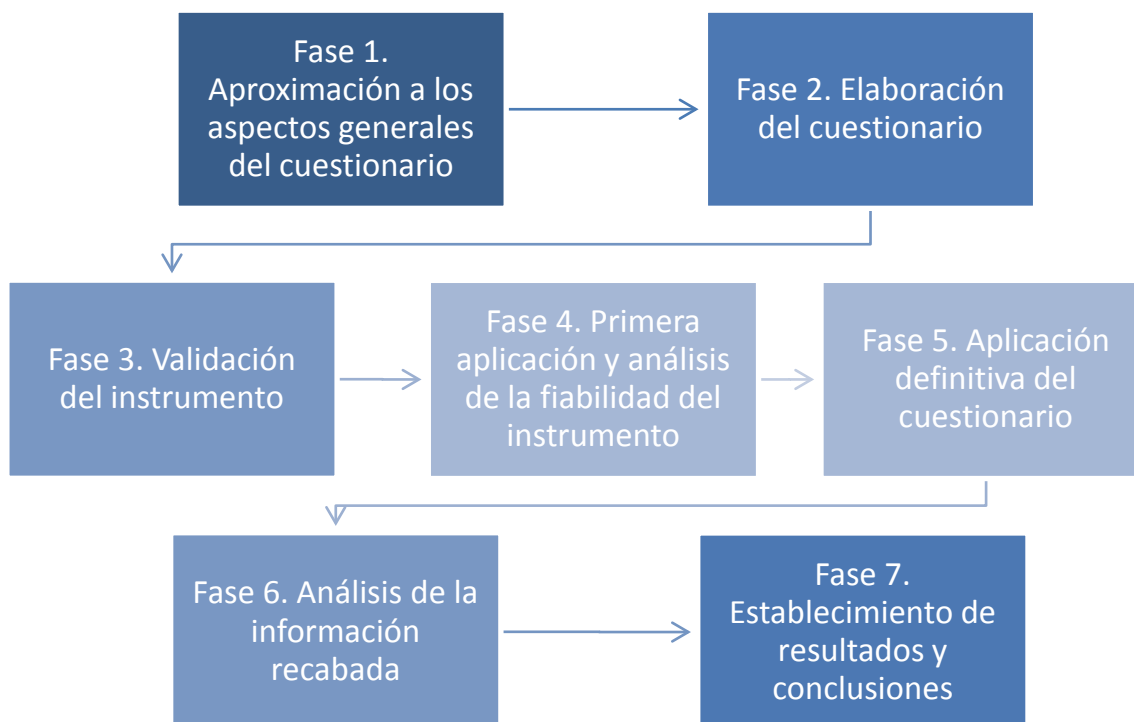 Fase 1.
Aproximación a los
aspectos generales
del cuestionario
Fase 2. Elaboración
del cuestionario
Fase 3. Validación
del instrumento
Fase 4. Primera
aplicación y análisis
de la fiabilidad del
instrumento
Fase 5. Aplicación
definitiva del
cuestionario
Fase 6. Análisis de la
información
recabada
Fase 7.
Establecimiento de
resultados y
conclusiones